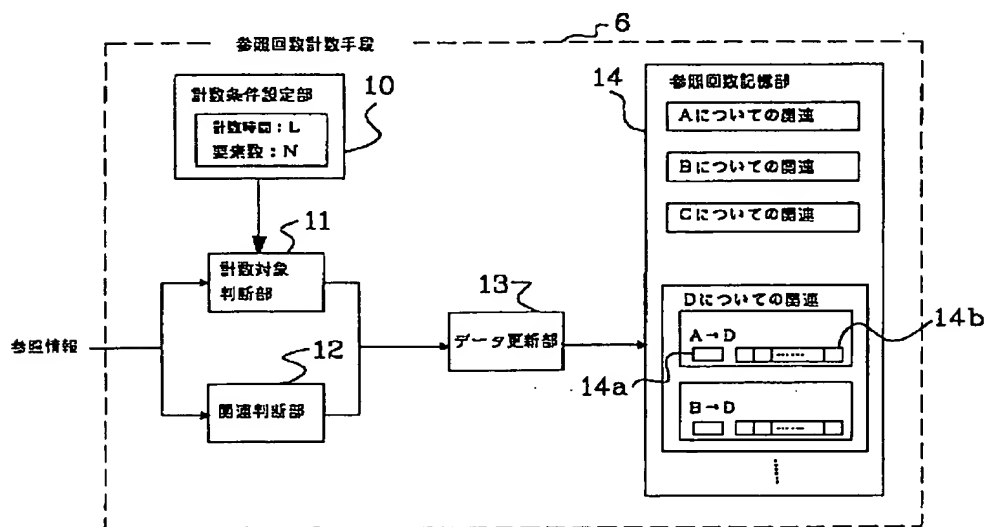 6
参照回数計数手段
計数条件設定部
計数時間：L
要求数：N
10
11
計数対象
判断部
参照情報
12
関連判断部
13
データ更新部
14
参照回数記憶部
Aについての関連
Bについての関連
Cについての関連
Dについての関連
A→D
14a
14b
B→D